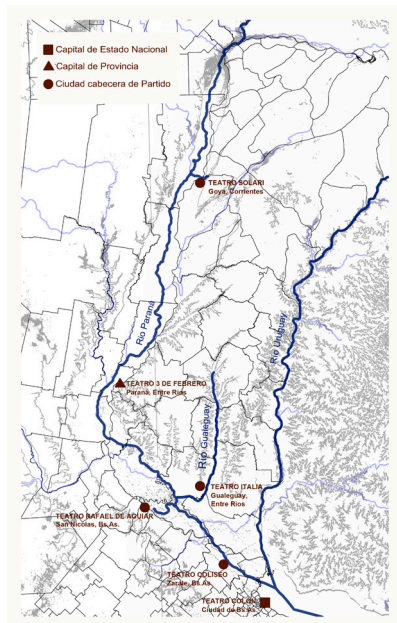 Capital de Estado Nacional
Capital de Provincia
Ciudad cabecera de Partido
TEATRO SOLARI
Goya, Corrientes
Río Paraná
Río Uruguay
TEATRO 3 DE FEBRERO
Paraná, Entre Ríos
Río Gualeguay
TEATRO ITALIA
Gualeguay,
Entre Ríos
TEATRO RAFAEL DE AGUIAR
San Nicolás, Bs.As.
TEATRO COLISEO
Zárate, Bs.As.
TEATRO COLÓN
Ciudad de Bs.As.